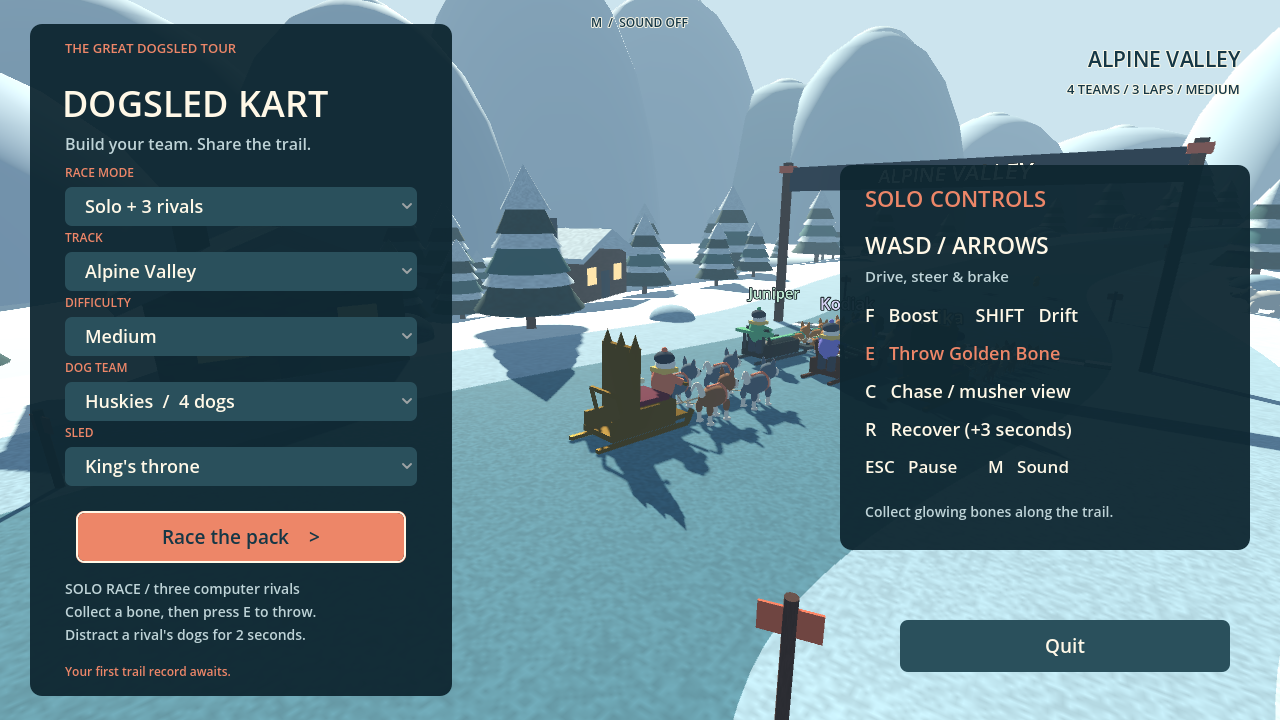 THE GREAT DOGSLED TOUR
DOGSLED KART
Build your team. Share the trail.
RACE MODE
Solo + 3 rivals
TRACK
Alpine Valley
DIFFICULTY
Medium
DOG TEAM
Huskies / 4 dogs
SLED
King's throne
Race the pack >
SOLO RACE / three computer rivals
Collect a bone, then press E to throw.
Distract a rival's dogs for 2 seconds.
Your first trail record awaits.
M / SOUND OFF
ALPINE VALLEY
4 TEAMS / 3 LAPS / MEDIUM
ALPINE VALLEY
Juniper
SOLO CONTROLS
WASD / ARROWS
Drive, steer & brake
F Boost SHIFT Drift
E Throw Golden Bone
C Chase / musher view
R Recover (+3 seconds)
ESC Pause M Sound
Collect glowing bones along the trail.
Quit